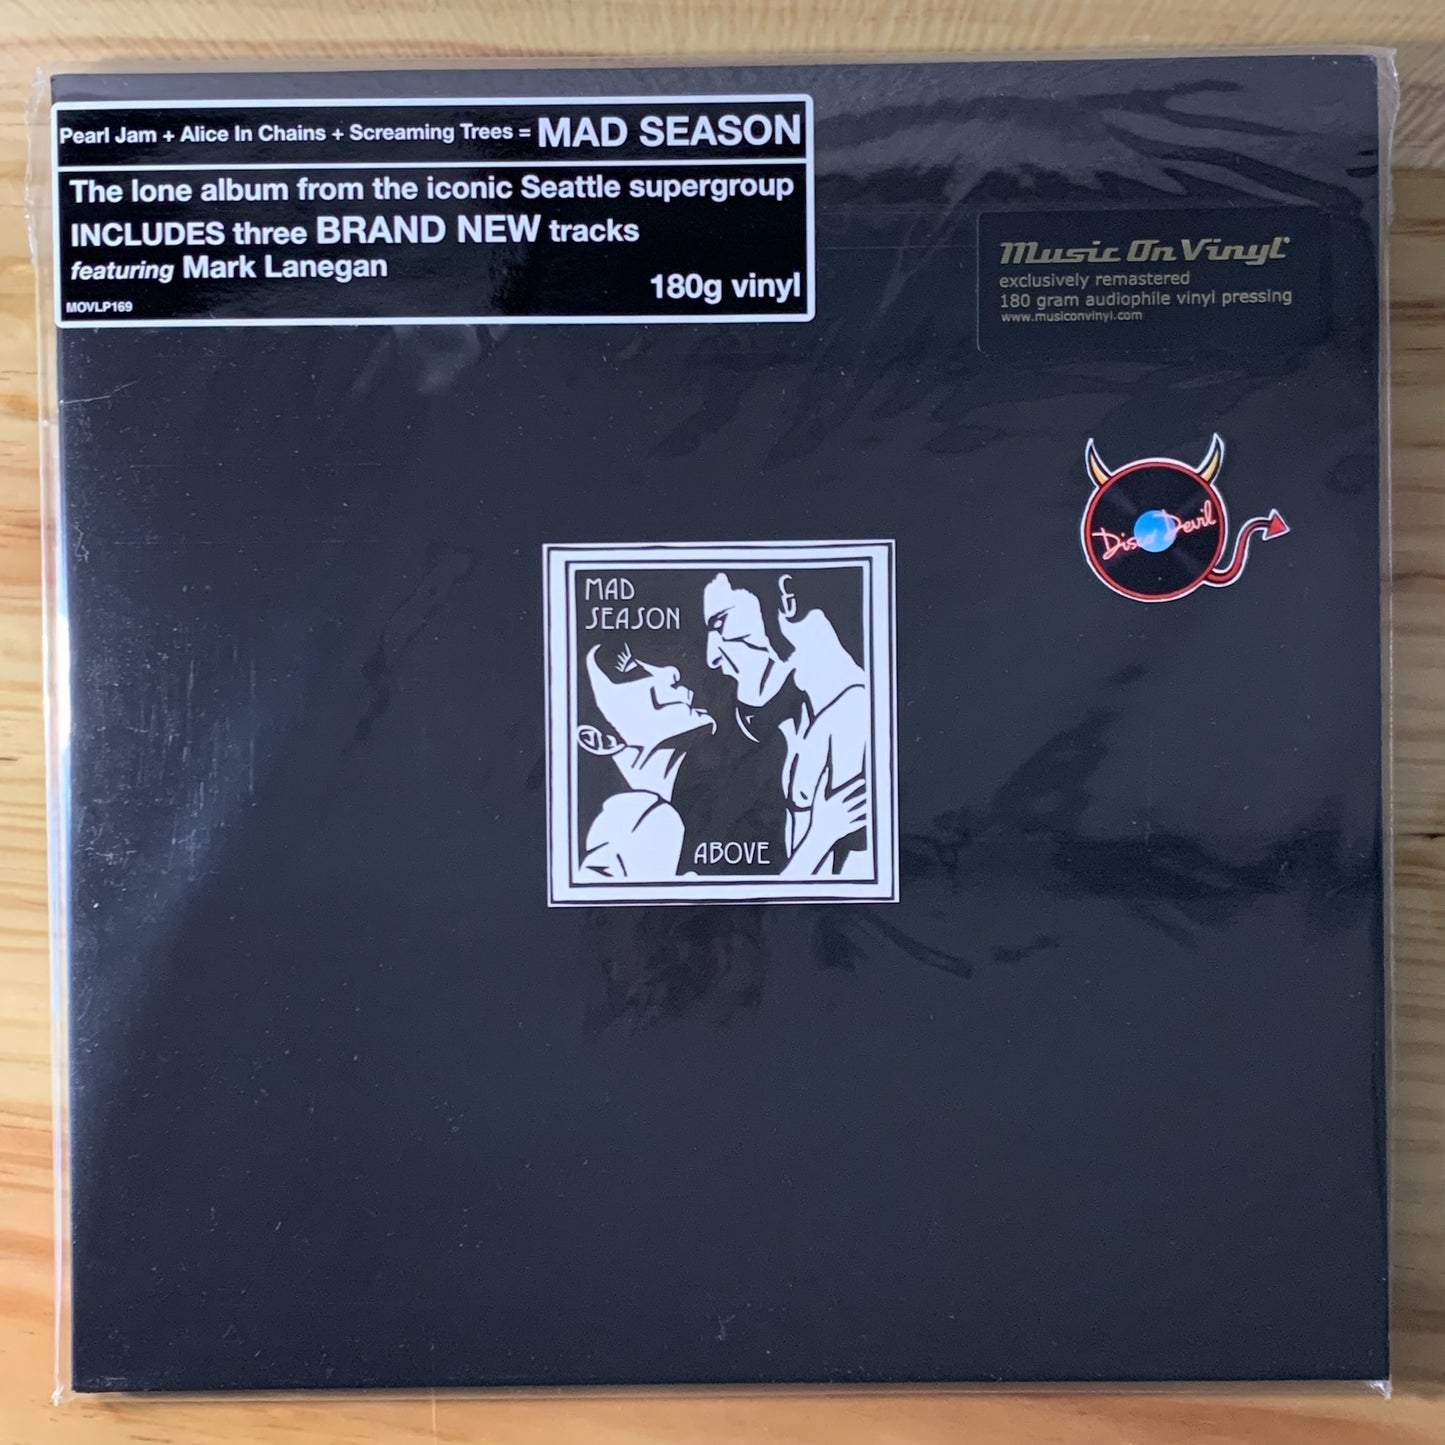 Pearl Jam + Alice In Chains + Screaming Trees = MAD SEASON
The lone album from the iconic Seattle supergroup
INCLUDES three BRAND NEW tracks
featuring Mark Lanegan
180g vinyl
MOVLP169
Music On Vinyl
exclusively remastered
180 gram audiophile vinyl pressing
www.musiconvinyl.com
Disco Devil
MAD
SEASON
ABOVE